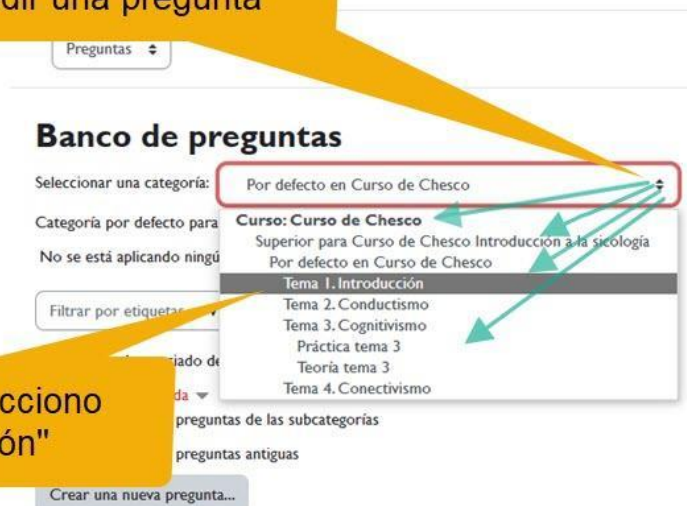 dir una pregunta
Preguntas
Banco de preguntas
Seleccionar una categoría: Por defecto en Curso de Chesco
Categoría por defecto para
Curso: Curso de Chesco
Superior para Curso de Chesco Introducción a la sicología
No se está aplicando ningú
Por defecto en Curso de Chesco
Tema 1. Introducción
Filtrar por etiquetas
Tema 2. Conductismo
Tema 3. Cognitivismo
Práctica tema 3
Teoría tema 3
Tema 4. Conectivismo
cciono
ón"
preguntas de las subcategorías
preguntas antiguas
Crear una nueva pregunta...